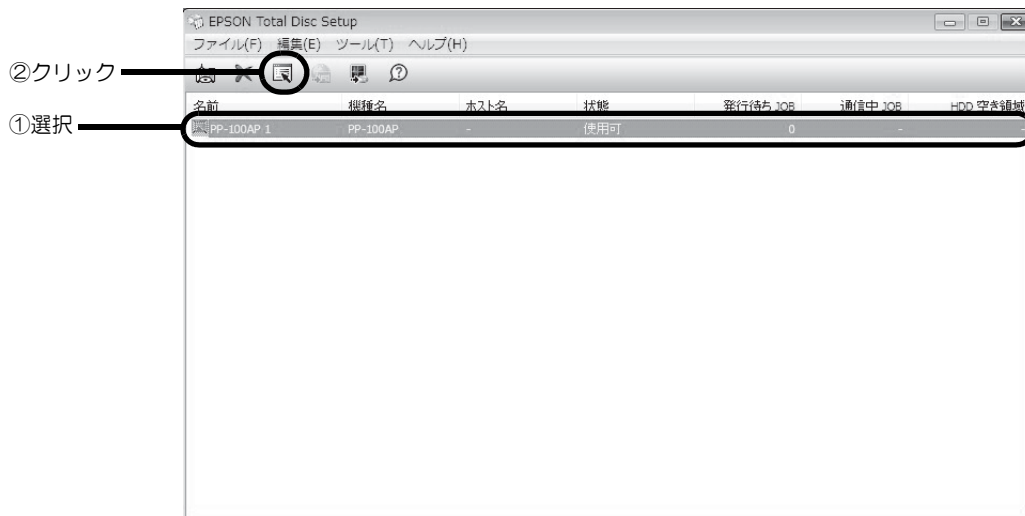 EPSON Total Disc Setup
ファイル(F) 編集(E) ツール(T) ヘルプ(H)
②クリック
名前 機種名 ホスト名 状態 発行待ち JOB 通信中 JOB HDD 空き領域
①選択
PP-100AP 1 PP-100AP - 使用可 0 - -